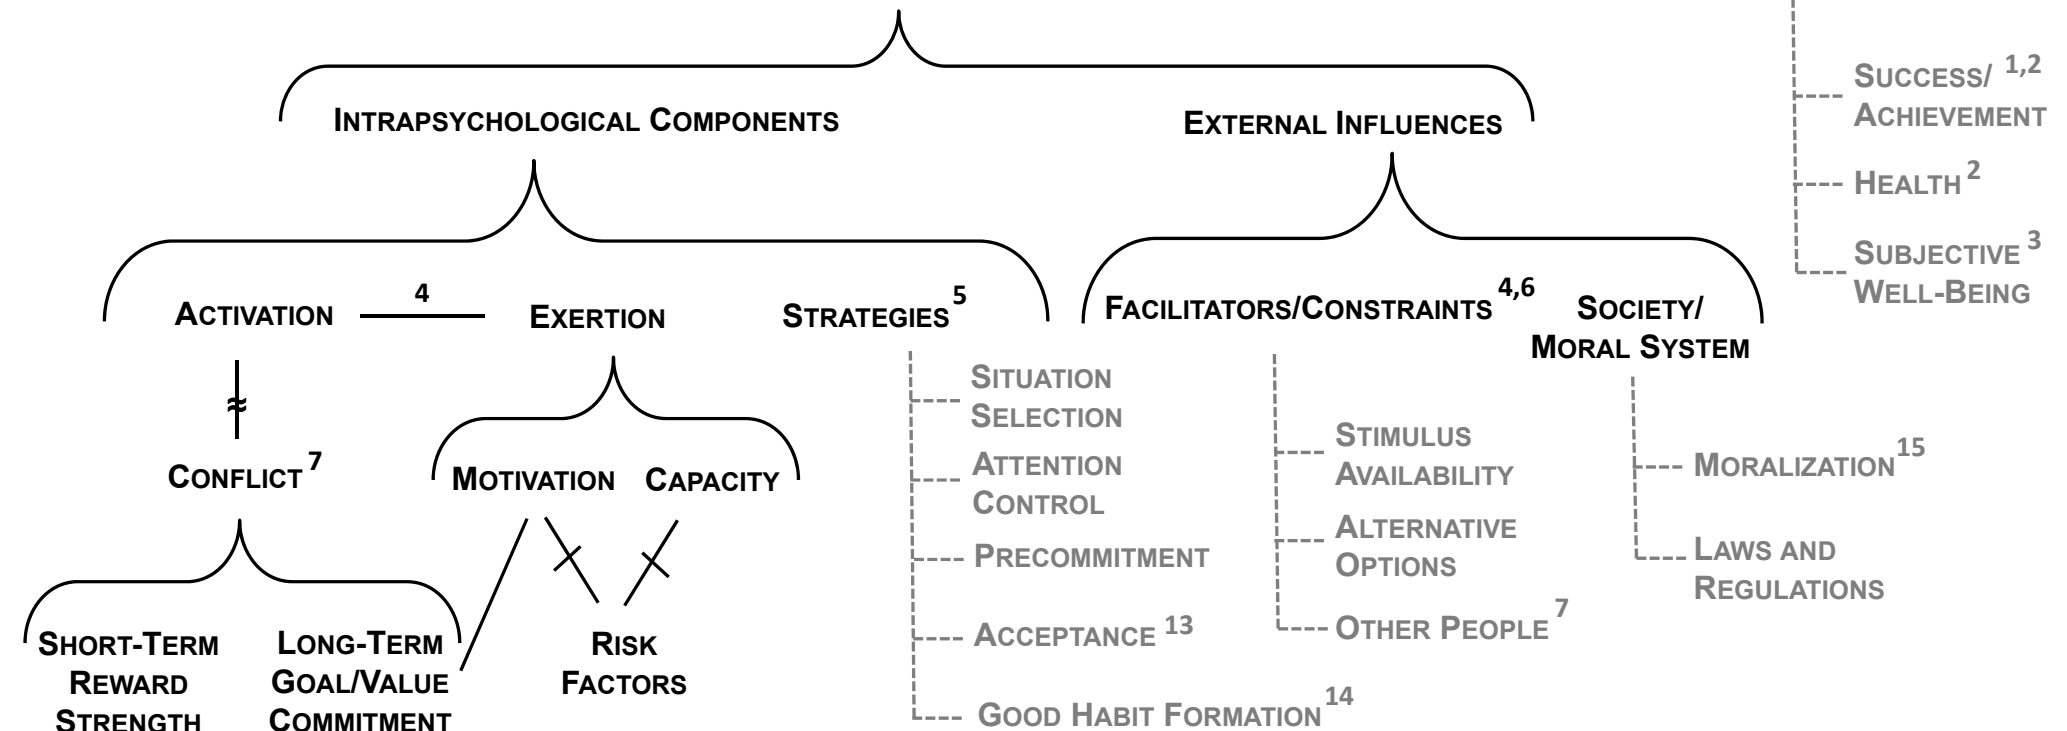 INTRAPSYCHOLOGICAL COMPONENTS
EXTERNAL INFLUENCES
SUCCESS/ 1,2
ACHIEVEMENT
HEALTH 2
SUBJECTIVE 3
WELL-BEING
ACTIVATION
4
EXERTION
STRATEGIES 5
FACILITATORS/CONSTRAINTS 4,6
SOCIETY/
MORAL SYSTEM
CONFLICT 7
MOTIVATION
CAPACITY
SHORT-TERM
REWARD
STRENGTH
LONG-TERM
GOAL/VALUE
COMMITMENT
RISK
FACTORS
SITUATION
SELECTION
ATTENTION
CONTROL
PRECOMMITMENT
ACCEPTANCE 13
GOOD HABIT FORMATION 14
STIMULUS
AVAILABILITY
ALTERNATIVE
OPTIONS
OTHER PEOPLE 7
MORALIZATION 15
LAWS AND
REGULATIONS